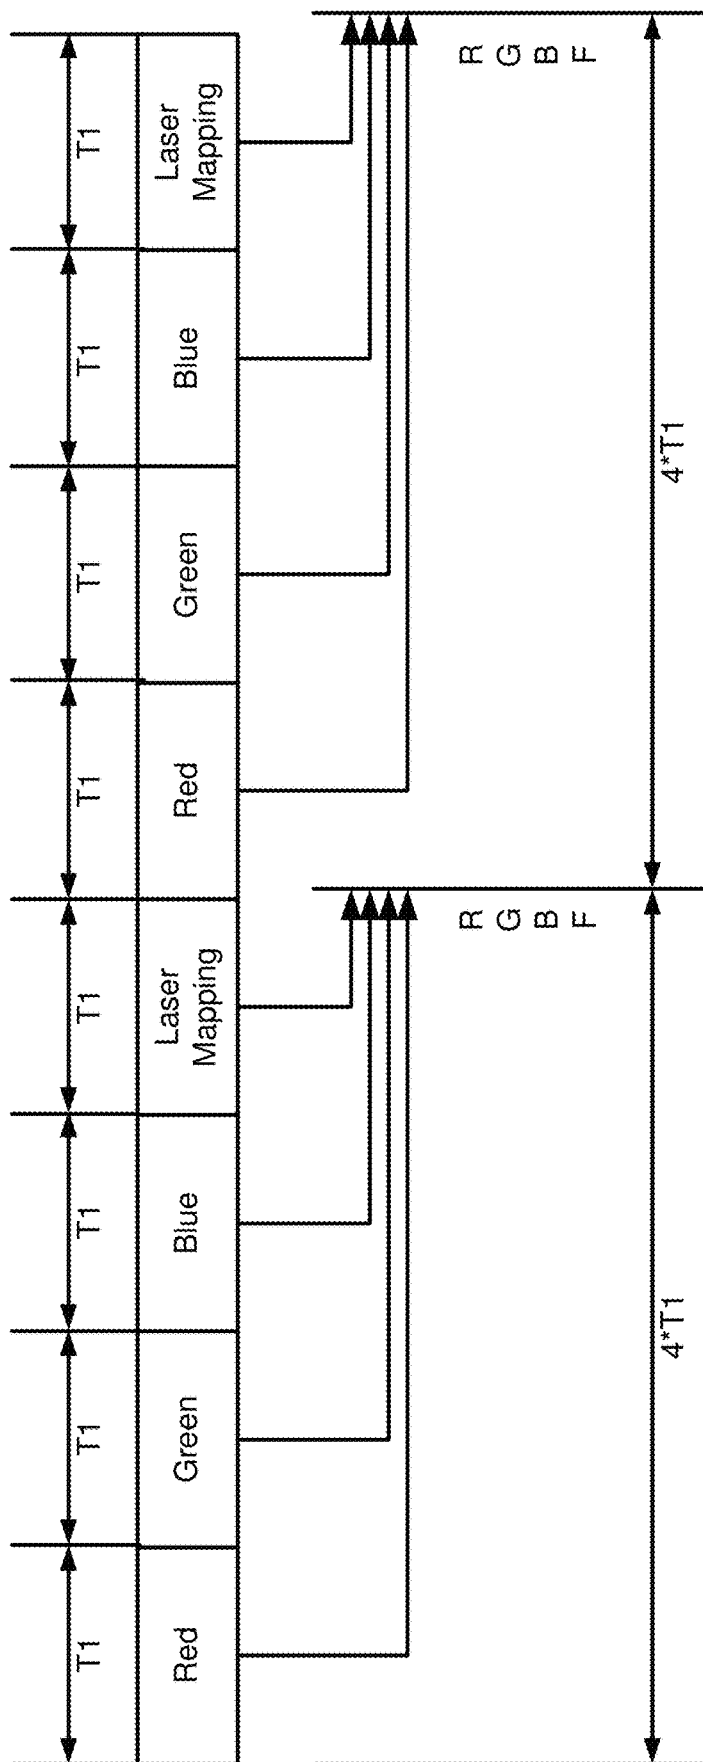 T1 T1 T1 T1 T1 T1 T1 T1
Red Green Blue Laser Mapping Red Green Blue Laser Mapping
R R
G G
B B
F F
4*T1 4*T1